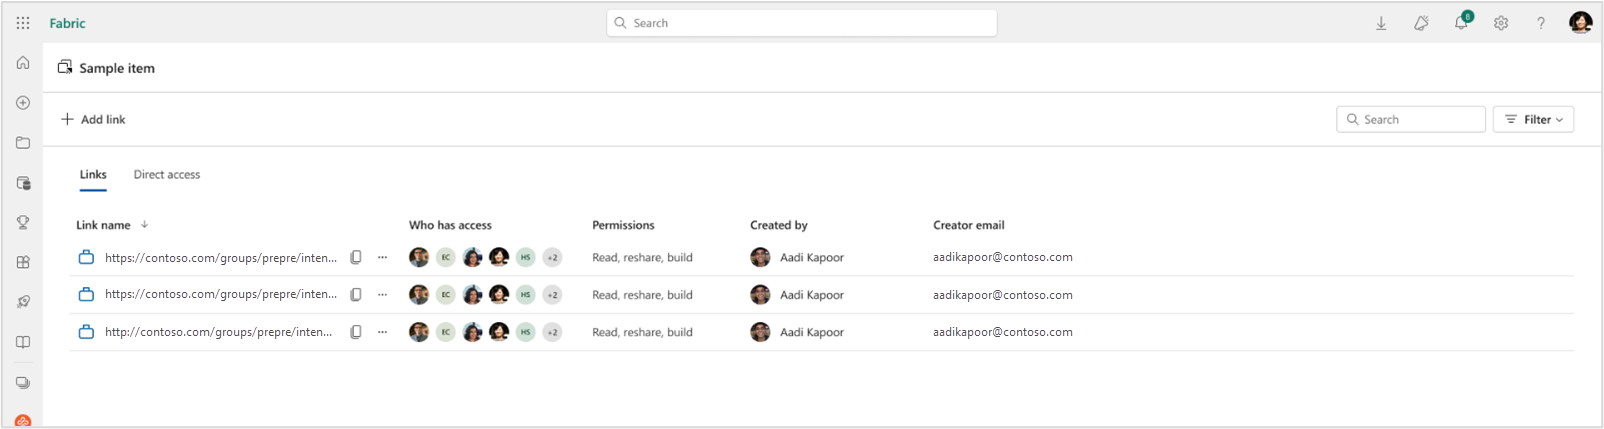 Fabric
Search
8
?
Sample item
+ Add link
Search
Filter
Links Direct access
Link name Who has access Permissions Created by Creator email
https://contoso.com/groups/prepre/inten... ... EC HS +2 Read, reshare, build Aadi Kapoor aadikapoor@contoso.com
https://contoso.com/groups/prepre/inten... ... EC HS +2 Read, reshare, build Aadi Kapoor aadikapoor@contoso.com
http://contoso.com/groups/prepre/inten... ... EC HS +2 Read, reshare, build Aadi Kapoor aadikapoor@contoso.com